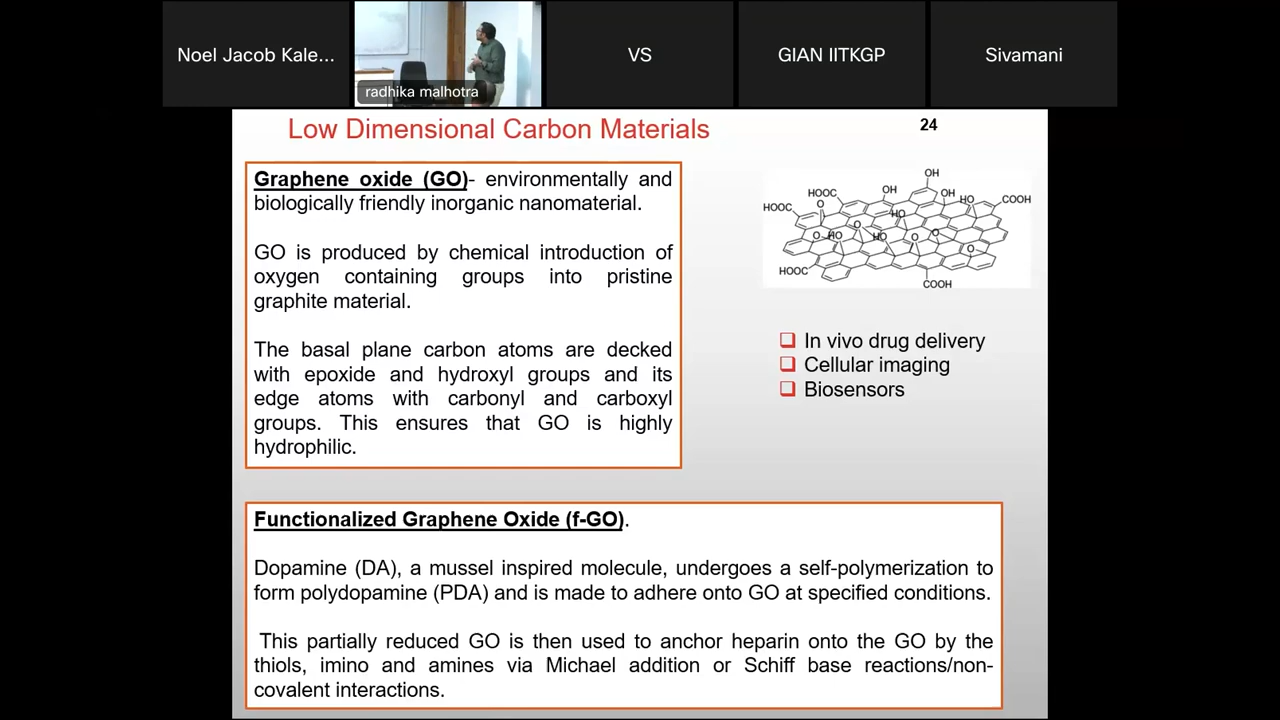 Noel Jacob Kale...
radhika malhotra
VS
GIAN IITKGP
Sivamani
Low Dimensional Carbon Materials
24
Graphene oxide (GO)- environmentally and
biologically friendly inorganic nanomaterial.
GO is produced by chemical introduction of
oxygen containing groups into pristine
graphite material.
The basal plane carbon atoms are decked
with epoxide and hydroxyl groups and its
edge atoms with carbonyl and carboxyl
groups. This ensures that GO is highly
hydrophilic.
OH
HOOC
OH
OH
HO
COOH
HOOC
O
HO
O
O
HO
HO
O
O
O
HOOC
COOH
In vivo drug delivery
Cellular imaging
Biosensors
Functionalized Graphene Oxide (f-GO).
Dopamine (DA), a mussel inspired molecule, undergoes a self-polymerization to
form polydopamine (PDA) and is made to adhere onto GO at specified conditions.
This partially reduced GO is then used to anchor heparin onto the GO by the
thiols, imino and amines via Michael addition or Schiff base reactions/non-
covalent interactions.